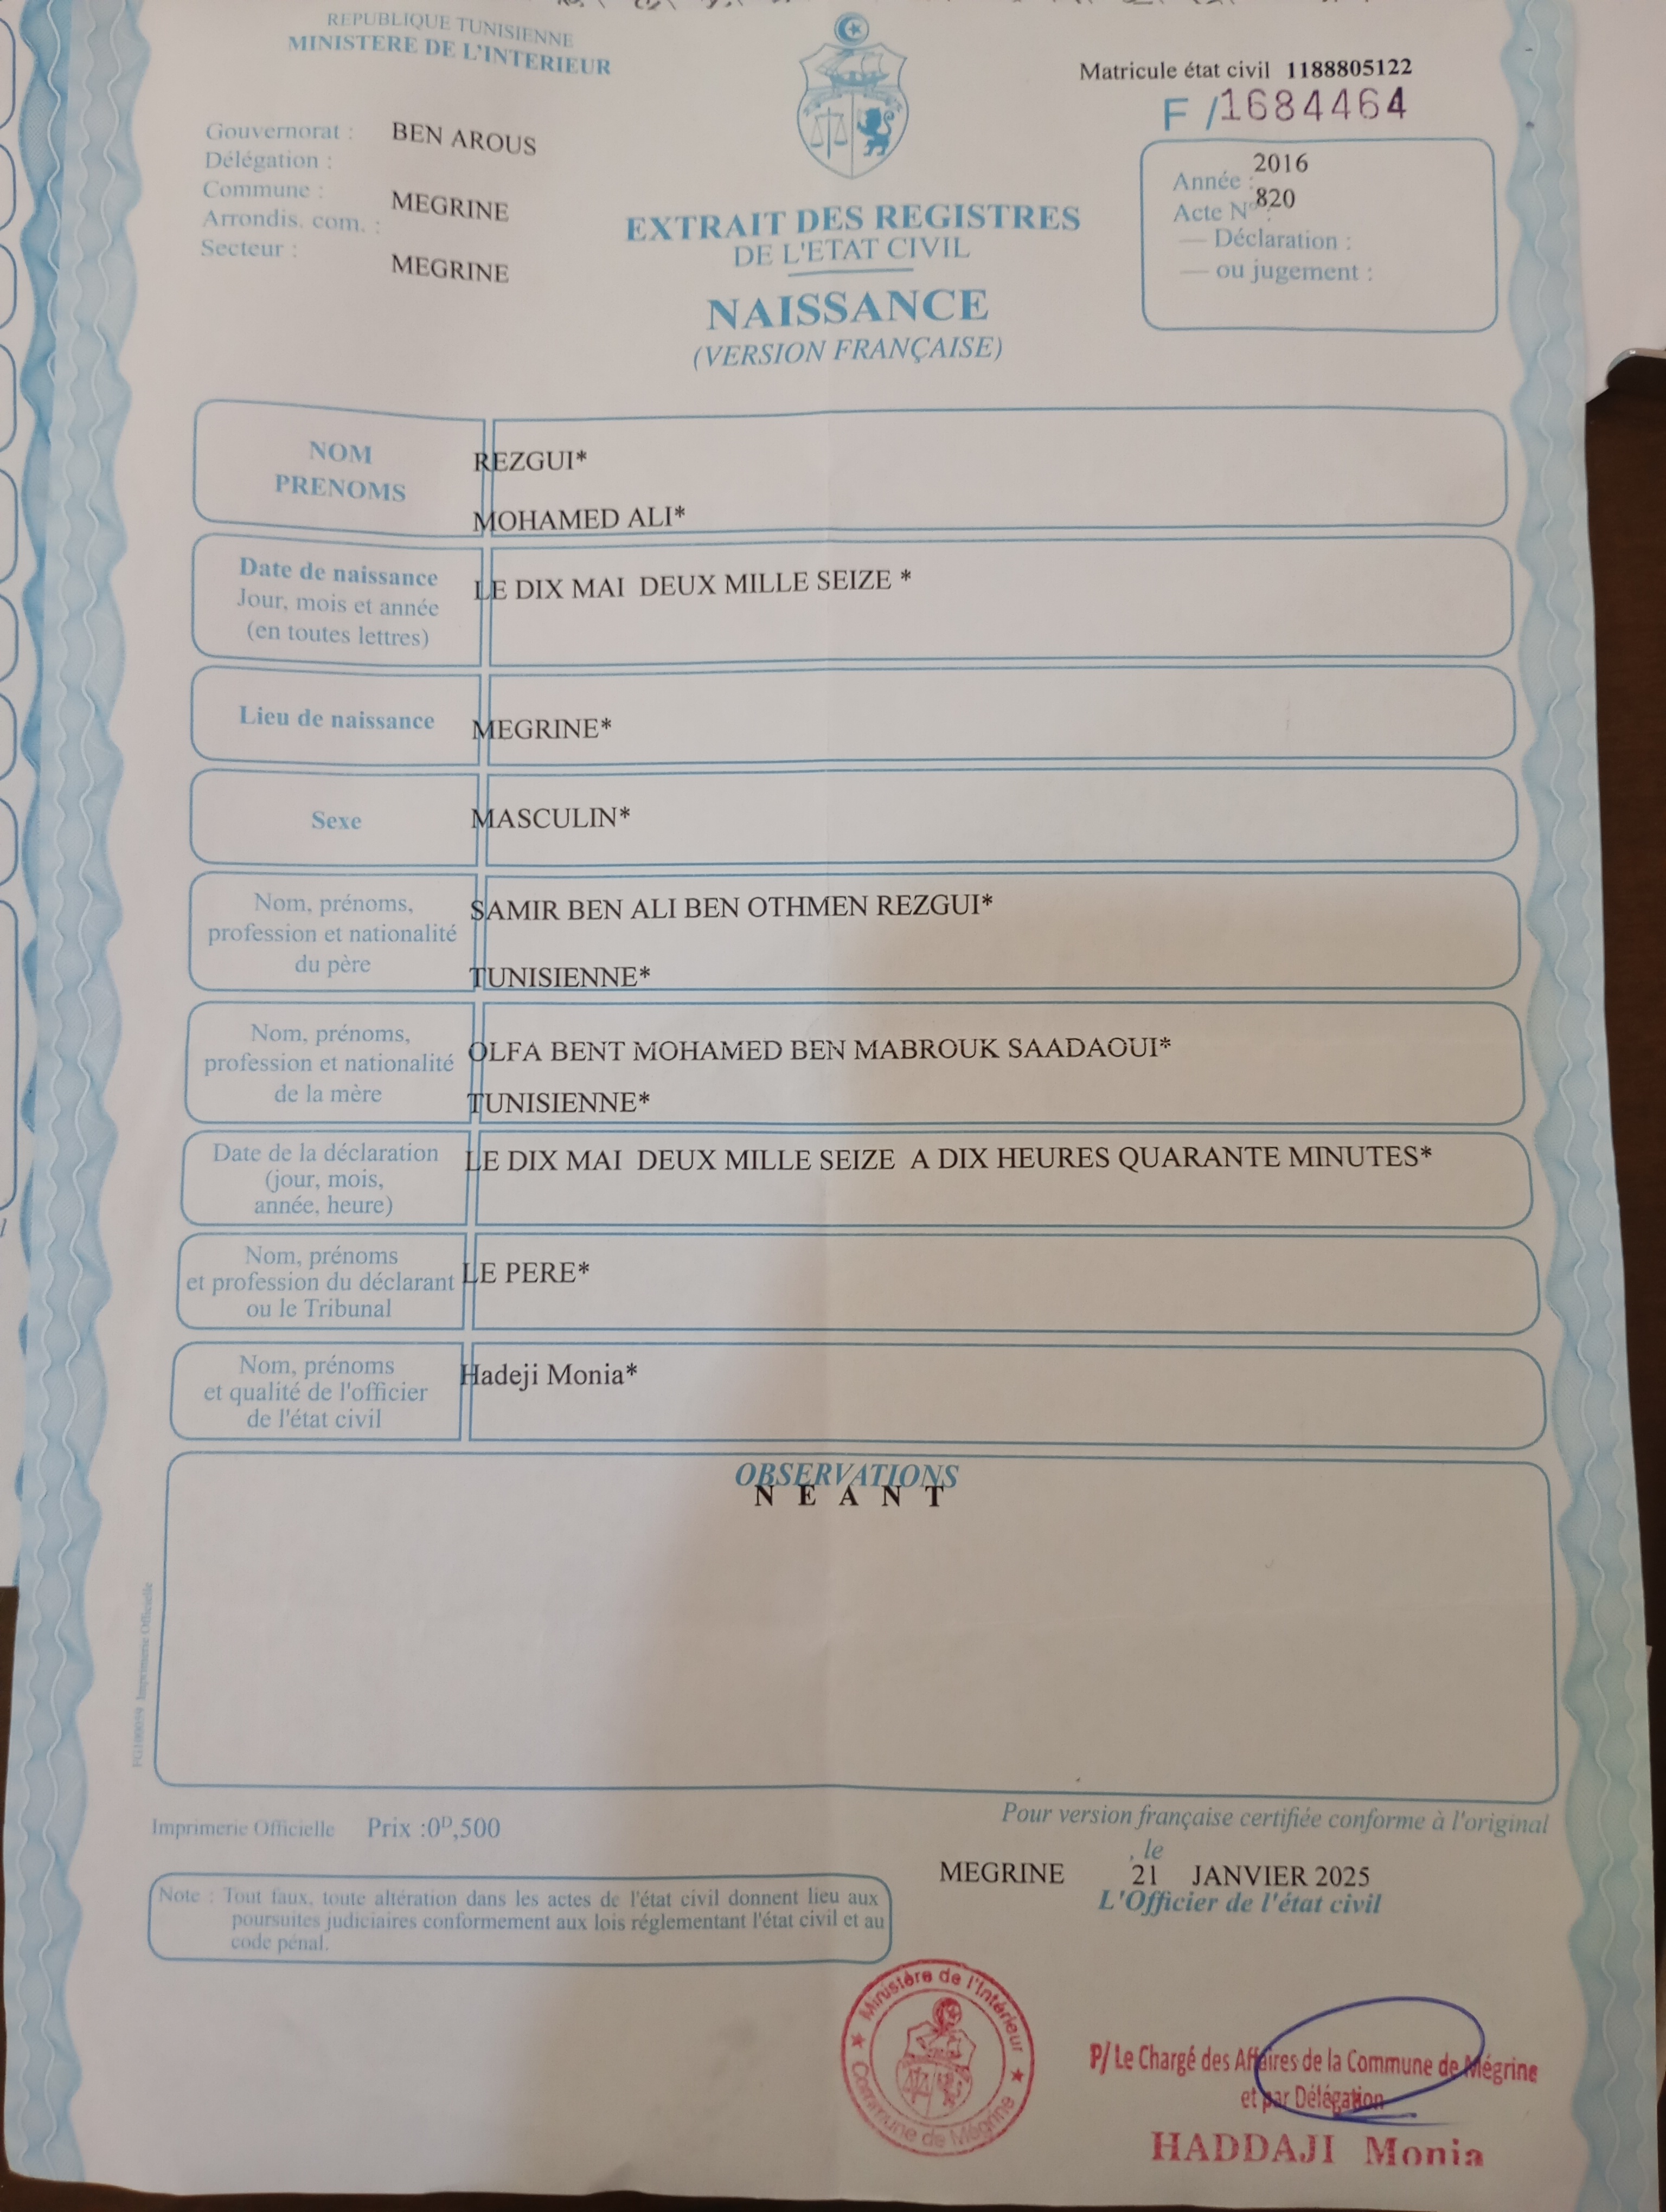 REPUBLIQUE TUNISIENNE
MINISTERE DE L'INTERIEUR
Matricule état civil 1188805122
F /1684464
Gouvernorat : BEN AROUS
Délégation :
Commune : MEGRINE
Arrondis. com. :
Secteur : MEGRINE
EXTRAIT DES REGISTRES
DE L'ETAT CIVIL
NAISSANCE
(VERSION FRANÇAISE)
Année : 2016
Acte N° : 820
— Déclaration :
— ou jugement :
NOM
PRENOMS
REZGUI*
MOHAMED ALI*
Date de naissance
Jour, mois et année
(en toutes lettres)
LE DIX MAI DEUX MILLE SEIZE *
Lieu de naissance
MEGRINE*
Sexe
MASCULIN*
Nom, prénoms,
profession et nationalité
du père
SAMIR BEN ALI BEN OTHMEN REZGUI*
TUNISIENNE*
Nom, prénoms,
profession et nationalité
de la mère
OLFA BENT MOHAMED BEN MABROUK SAADAOUI*
TUNISIENNE*
Date de la déclaration
(jour, mois,
année, heure)
LE DIX MAI DEUX MILLE SEIZE A DIX HEURES QUARANTE MINUTES*
Nom, prénoms
et profession du déclarant
ou le Tribunal
LE PERE*
Nom, prénoms
et qualité de l'officier
de l'état civil
Hadeji Monia*
OBSERVATIONS
N E A N T
Imprimerie Officielle
Imprimerie Officielle Prix :0D,500
Pour version française certifiée conforme à l'original
, le
MEGRINE 21 JANVIER 2025
L'Officier de l'état civil
Note : Tout faux, toute altération dans les actes de l'état civil donnent lieu aux
poursuites judiciaires conformement aux lois réglementant l'état civil et au
code pénal.
Ministère de l'Intérieur
Commune de Mégrine
P/ Le Chargé des Affaires de la Commune de Mégrine
et par Délégation
HADDAJI Monia